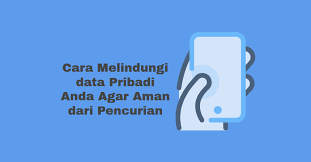 Cara Melindungi
data Pribadi
Anda Agar Aman
dari Pencurian